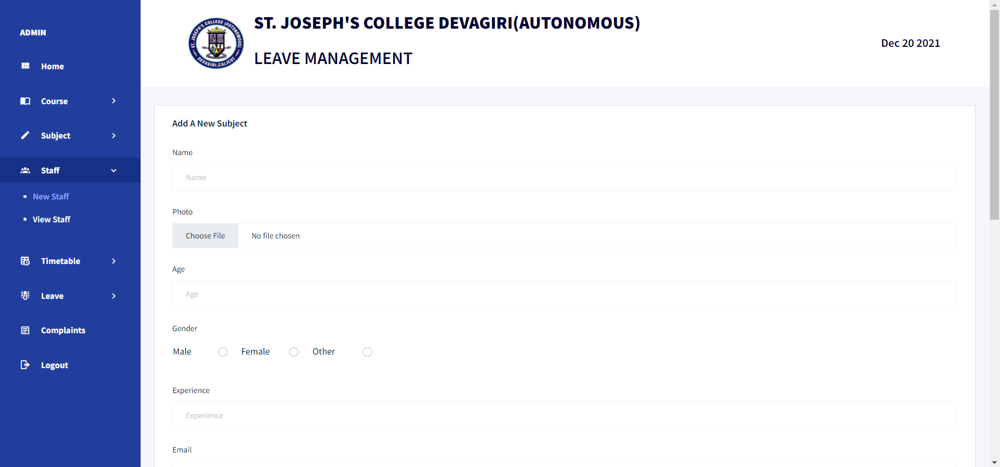 ADMIN
Home
Course
Subject
Staff
New Staff
View Staff
Timetable
Leave
Complaints
Logout
ST. JOSEPH'S COLLEGE (AUTONOMOUS)
DEVAGIRI, CALICUT
ST. JOSEPH'S COLLEGE DEVAGIRI(AUTONOMOUS)
LEAVE MANAGEMENT
Dec 20 2021
Add A New Subject
Name
Name
Photo
Choose File No file chosen
Age
Age
Gender
Male Female Other
Experience
Experience
Email